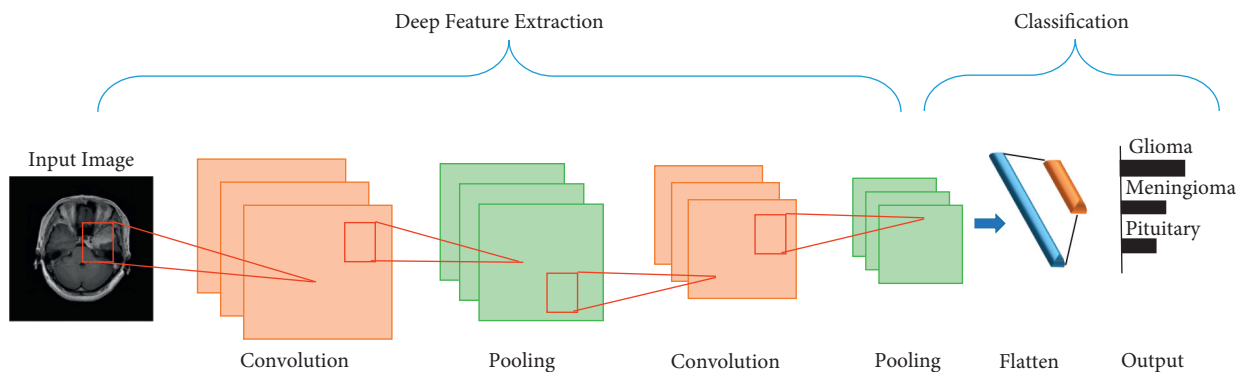 Deep Feature Extraction
Classification
Input Image
Glioma
Meningioma
Pituitary
Convolution
Pooling
Convolution
Pooling
Flatten
Output